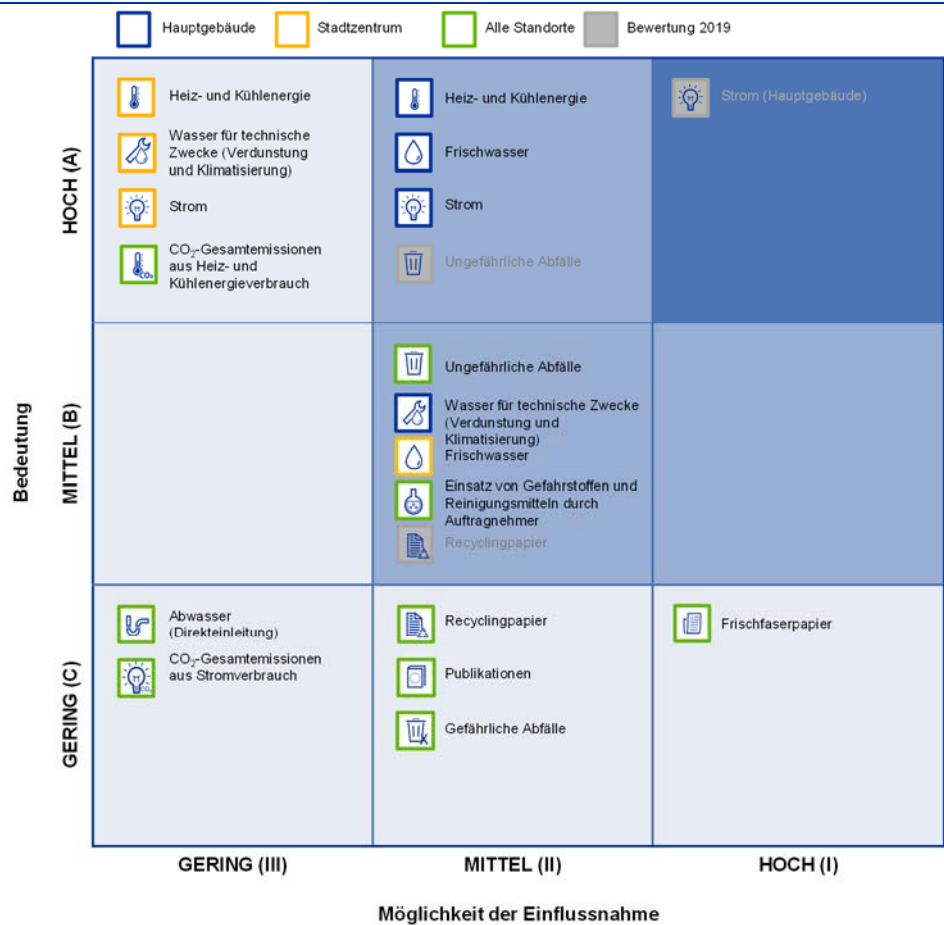 Hauptgebäude
Stadtzentrum
Alle Standorte
Bewertung 2019
Bedeutung
HOCH (A)
Heiz- und Kühlenergie
Wasser für technische
Zwecke (Verdunstung
und Klimatisierung)
Strom
CO₂-Gesamtemissionen
aus Heiz- und
Kühlenergieverbrauch
CO₂
Heiz- und Kühlenergie
Frischwasser
Strom
Ungefährliche Abfälle
Strom (Hauptgebäude)
MITTEL (B)
Ungefährliche Abfälle
Wasser für technische Zwecke
(Verdunstung und
Klimatisierung)
Frischwasser
Einsatz von Gefahrstoffen und
Reinigungsmitteln durch
Auftragnehmer
Recyclingpapier
GERING (C)
Abwasser
(Direkteinleitung)
CO₂-Gesamtemissionen
aus Stromverbrauch
CO₂
Recyclingpapier
Publikationen
Gefährliche Abfälle
Frischfaserpapier
GERING (III)
MITTEL (II)
HOCH (I)
Möglichkeit der Einflussnahme